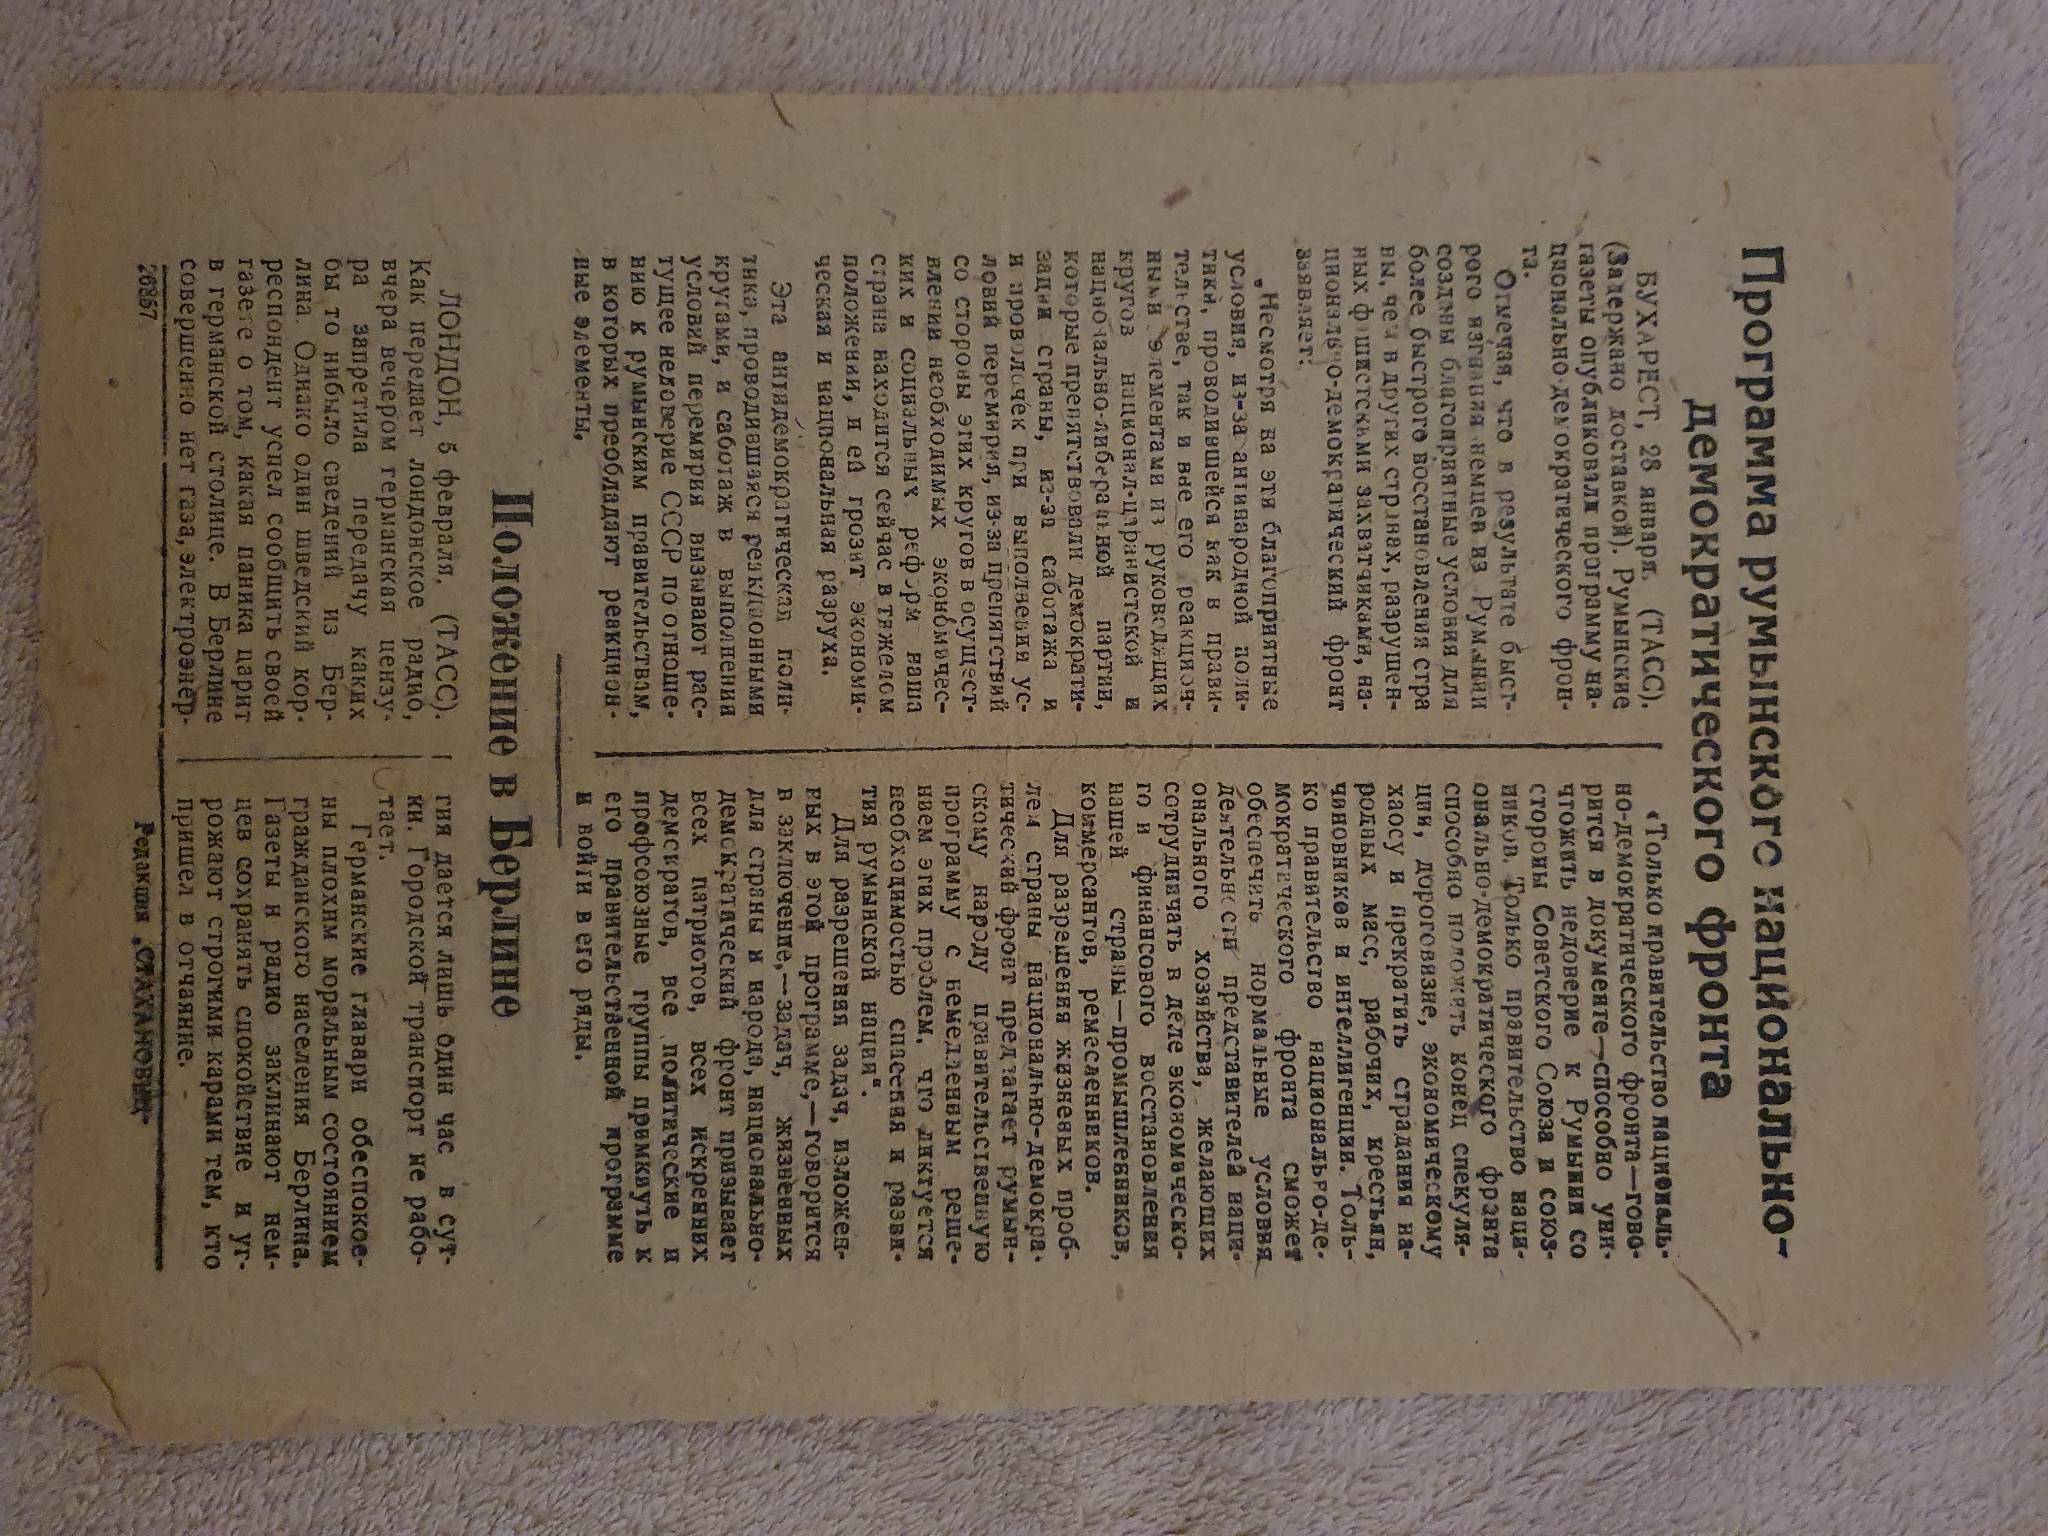 Программа румынского национально-
демократического фронта
БУХАРЕСТ, 28 января. (ТАСС).
(Задержано доставкой). Румынские
газеты опубликовали программу на-
ционально-демократического фрон-
та.
Отмечая, что в результате быст-
рого изгнания немцев из Румынии
созданы благоприятные условия для
более быстрого восстановления стра
ны, чем в других странах, разрушен-
ных фашистскими захватчиками, на-
ционально-демократический фронт
заявляет:
„Несмотря на эти благоприятные
условия, из-за антинародной поли-
тики, проводившейся как в прави-
тельстве, так и вне его реакцион-
ными элементами из руководящих
кругов национал-царанистской и
национально-либеральной партии,
которые препятствовали демократи-
зации страны, из-за саботажа и
и проволочек при выполнении ус-
ловий перемирия, из-за препятствий
со стороны этих кругов в осущест-
влении необходимых экономичес-
ких и социальных реформ наша
страна находится сейчас в тяжелом
положении, и ей грозит экономи-
ческая и национальная разруха.
Эта антидемократическая поли-
тика, проводившаяся реакционными
кругами, и саботаж в выполнении
условий перемирия вызывают рас-
тущее неловерие СССР по отноше-
нию к румынским правительствам,
в которых преобладают реакцион-
ные элементы.
«Только правительство националь-
но-демократического фронта—гово-
рится в документе—способно уни-
чтожить недоверие к Румынии со
стороны Советского Союза и союз-
ников. Только правительство наци-
онально-демократического фронта
способно положить конец спекуля-
ции, дороговизне, экономическому
хаосу и прекратить страдания на-
родных масс, рабочих, крестьян,
чиновников и интеллигенции. Толь-
ко правительство национально-де-
мократического фронта сможет
обеспечить нормальные условия
деятельности представителей наци-
онального хозяйства, желающих
сотрудничать в деле экономическо-
го и финансового восстановления
нашей страны—промышленников,
коммерсантов, ремесленников.
Для разрешения жизненых проб-
лем страны национально-демокра-
тический фронт предлагает румын-
скому народу правительственную
программу с немедленным реше-
нием этих проблем, что диктуется
необходимостью спасения и разви-
тия румынской нации“.
Для разрешения задач, изложен-
ных в этой программе,—говорится
в заключение,—задач, жизненных
для страны и народа, национально-
демократический фронт призывает
всех патриотов, всех искренних
демократов, все политические и
профсоюзные группы примкнуть к
его правительственной программе
и войти в его ряды.
Положение в Берлине
ЛОНДОН, 5 февраля. (ТАСС).
Как передает лондонское радио,
вчера вечером германская цензу-
ра запретила передачу каких
бы то нибыло сведений из Бер-
лина. Однако один шведский кор-
респондент успел сообщить своей
газете о том, какая паника царит
в германской столице. В Берлине
совершенно нет газа, электроэнер-
гия дается лишь один час в сут-
ки. Городской транспорт не рабо-
тает.
Германские главари обеспокое-
ны плохим моральным состоянием
гражданского населения Берлина.
Газеты и радио заклинают нем-
цев сохранять спокойствие и уг-
рожают строгими карами тем, кто
пришел в отчаяние.
26857
Редакция „СТАХАНОВЕЦ“